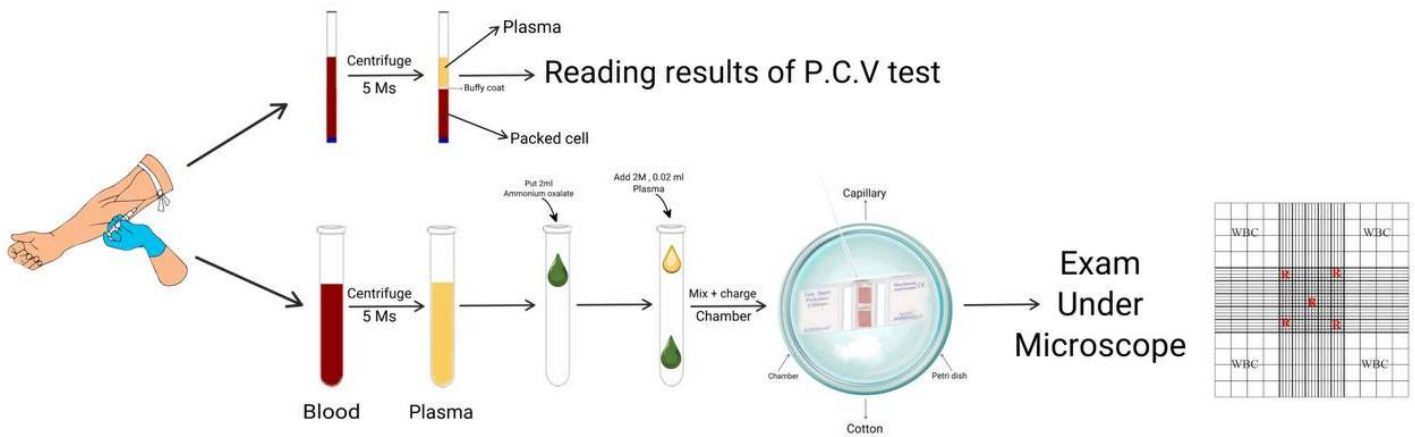 Plasma
Centrifuge
5 Ms
Buffy coat
Reading results of P.C.V test
Packed cell
Put 2ml
Ammonium oxalate
Add 2M , 0.02 ml
Plasma
Centrifuge
5 Ms
Blood
Plasma
Mix + charge
Chamber
Capillary
Chamber
Petri dish
Cotton
Exam
Under
Microscope
WBC
WBC
R
R
R
R
R
WBC
WBC